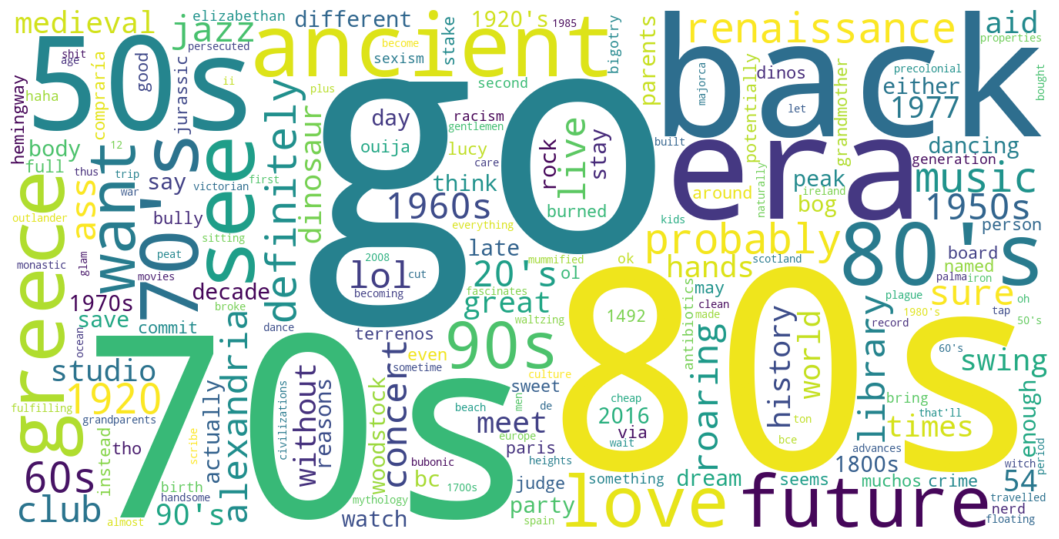 medieval
elizabethan
different
1920's
stake
1985
renaissance
aid
properties
bought
shit
age
haha
50s
good
ii
persecuted
jazz
ancient
become
sexism
bigotry
parents
back
dinos
majorca
let
precolonial
either
1977
hemingway
compraria
jurassic
plus
second
go
day
racism
gentlemen
ouija
lucy
think
1960s
burned
rock
live
stay
built
potentially
grandmother
era
around
peak
dancing
generation
music
1950s
body
full
12
thus
trip
war
victorian
first
see
definitely
dinosaur
want
70's
say
bully
everything
care
kids
naturally
ireland
bog
person
outlander
monastic
greece
ass
glam
movies
peat
sitting
late
20's
lol
2008
cut
becoming
mummified
fascinates
ol
ok
probably
hands
scotland
may
named
board
palma
iron
80's
1970s
save
commit
broke
decade
dance
terrenos
great
waltzing
named
clean
made
plague
sure
oh
tap
1980's
50's
ocean
studio
alexandria
70s
without
reasons
civilizations
concert
even
sometime
90s
culture
80s
1492
cheap
2016
wait
via
antibiotics
roaring
world
history
record
library
60's
swing
enough
fulfilling
1920
grandparents
60s
tho
instead
actually
scribe
woodstock
beach
sweet
meet
men
de
paris
europe
bubonic
heights
ton
bce
bring
that'll
times
advances
witch
period
club
almost
90's
birth
handsome
watch
mythology
bc
1700s
judge
party
spain
something
love
dream
seems
future
1800s
muchos
crime
54
nerd
travelled
floating